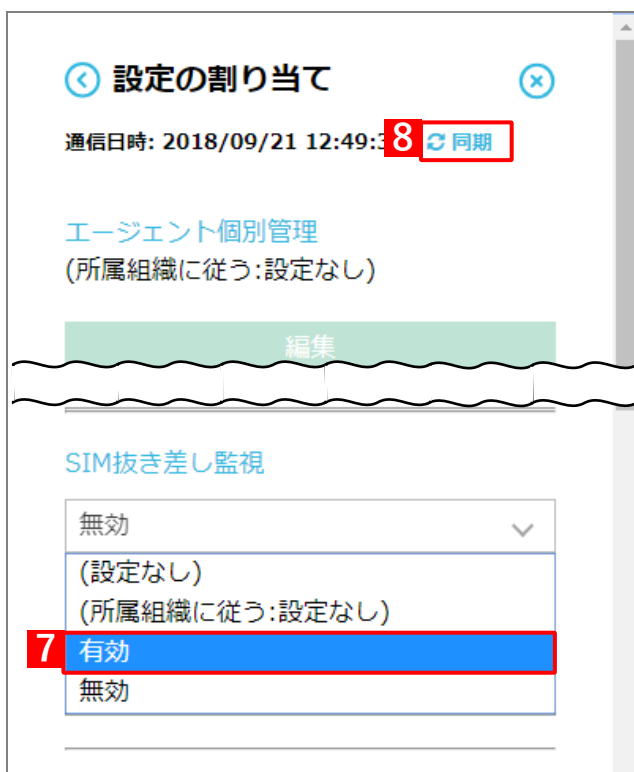 設定の割り当て
通信日時: 2018/09/21 12:49: 8 同期
エージェント個別管理
(所属組織に従う:設定なし)
編集
SIM抜き差し監視
無効
(設定なし)
(所属組織に従う:設定なし)
7 有効
無効